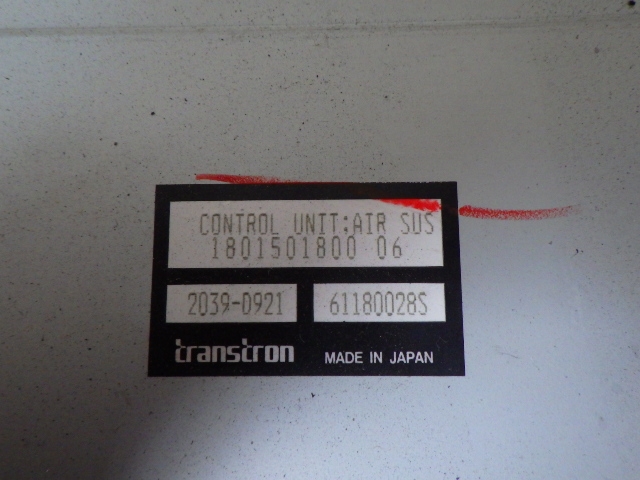 CONTROL UNIT:AIR SUS
1801501800 06
2039-0921 61180028S
transtron MADE IN JAPAN